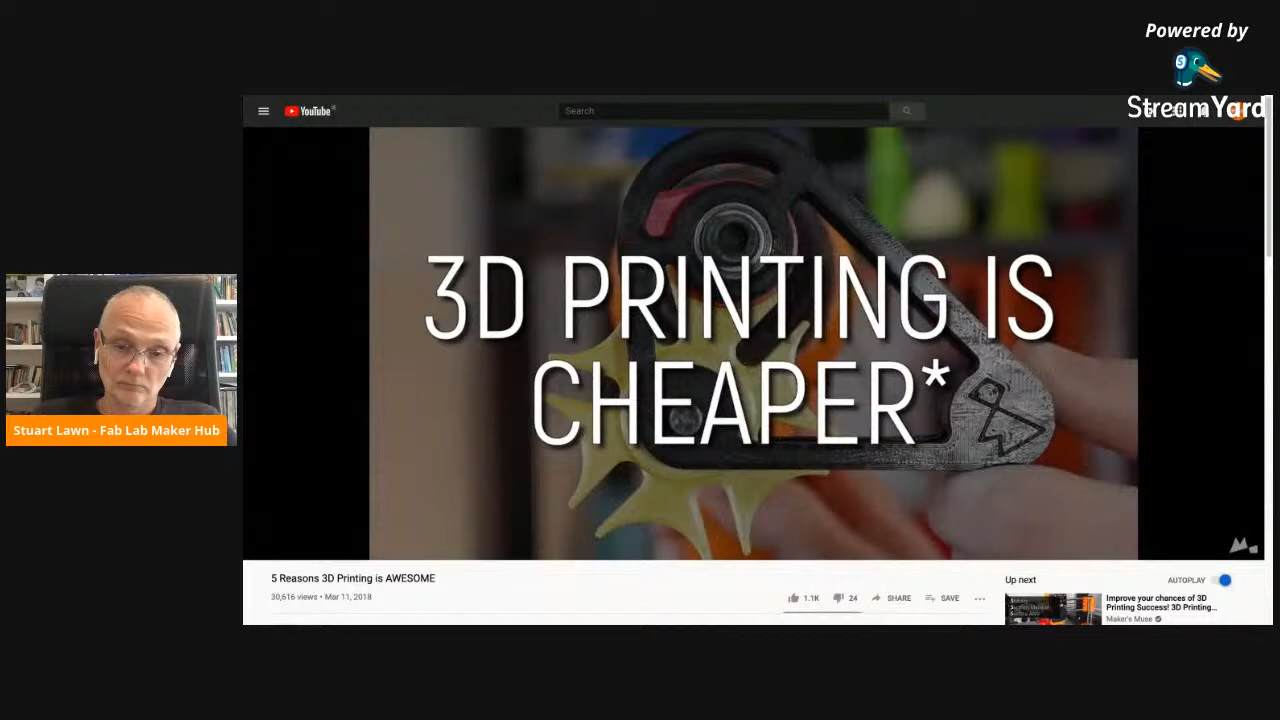 Powered by
StreamYard
YouTube
Search
3D PRINTING IS
CHEAPER*
Stuart Lawn - Fab Lab Maker Hub
5 Reasons 3D Printing is AWESOME
30,616 views • Mar 11, 2018
1.1K
24
SHARE
SAVE
Up next
AUTOPLAY
Improve your chances of 3D
Printing Success! 3D Printing...
Maker's Muse